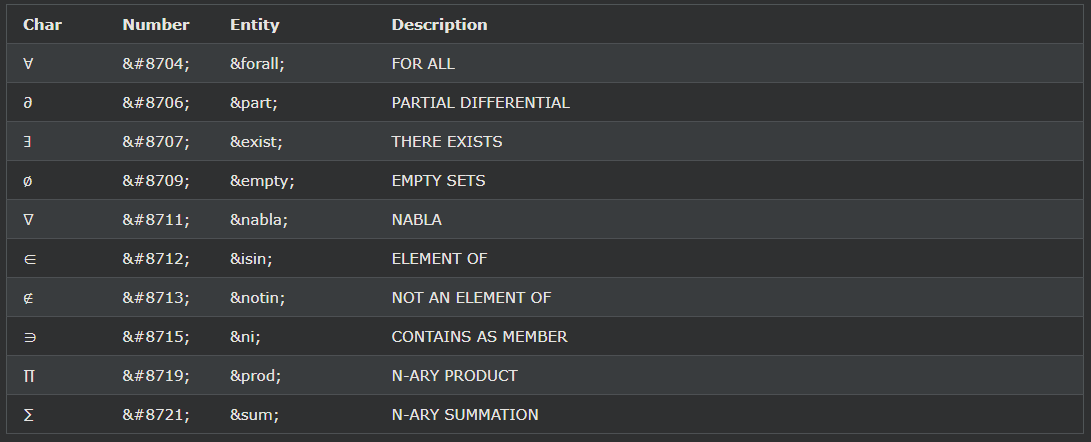 Char Number Entity Description
∀ &#8704; &forall; FOR ALL
∂ &#8706; &part; PARTIAL DIFFERENTIAL
∃ &#8707; &exist; THERE EXISTS
∅ &#8709; &empty; EMPTY SETS
∇ &#8711; &nabla; NABLA
∈ &#8712; &isin; ELEMENT OF
∉ &#8713; &notin; NOT AN ELEMENT OF
∋ &#8715; &ni; CONTAINS AS MEMBER
∏ &#8719; &prod; N-ARY PRODUCT
∑ &#8721; &sum; N-ARY SUMMATION